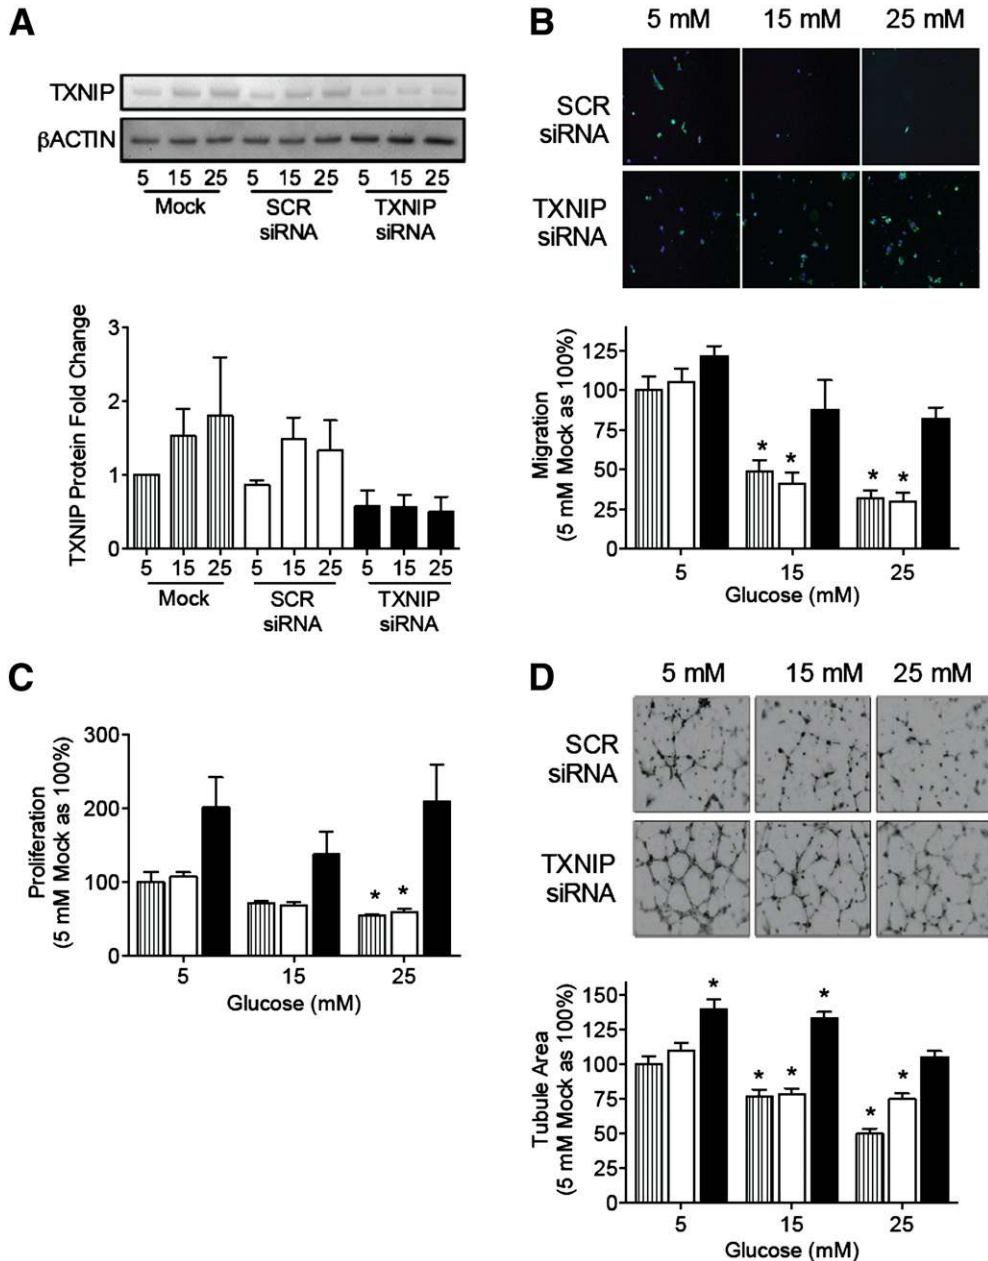 A
TXNIP
βACTIN
5 15 25 5 15 25 5 15 25
Mock SCR siRNA TXNIP siRNA
TXNIP Protein Fold Change
3
2
1
0
5 15 25 5 15 25 5 15 25
Mock SCR siRNA TXNIP siRNA
B
5 mM 15 mM 25 mM
SCR
siRNA
TXNIP
siRNA
Migration
(5 mM Mock as 100%)
125
100
75
50
25
0
* * * *
5 15 25
Glucose (mM)
C
Proliferation
(5 mM Mock as 100%)
300
200
100
0
* *
5 15 25
Glucose (mM)
D
5 mM 15 mM 25 mM
SCR
siRNA
TXNIP
siRNA
Tubule Area
(5 mM Mock as 100%)
150
125
100
75
50
25
0
* * * * * *
5 15 25
Glucose (mM)